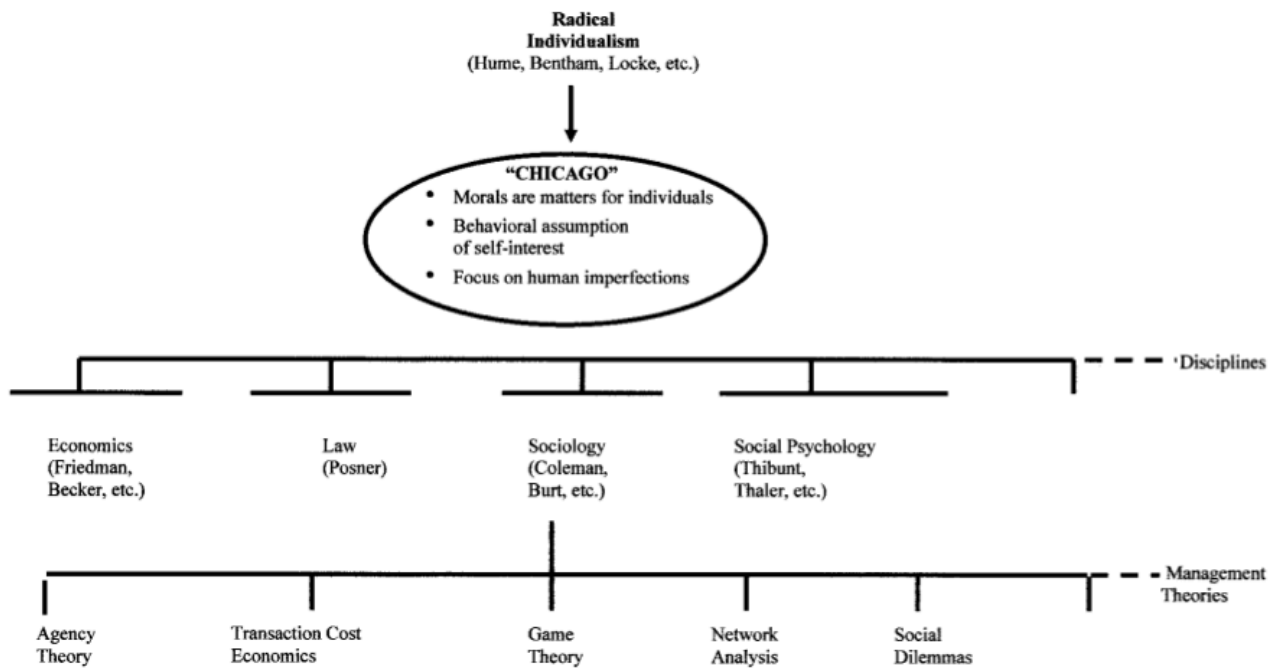 Radical
Individualism
(Hume, Bentham, Locke, etc.)
“CHICAGO”
• Morals are matters for individuals
• Behavioral assumption
of self-interest
• Focus on human imperfections
Disciplines
Economics
(Friedman,
Becker, etc.)
Law
(Posner)
Sociology
(Coleman,
Burt, etc.)
Social Psychology
(Thibunt,
Thaler, etc.)
Management
Theories
Agency
Theory
Transaction Cost
Economics
Game
Theory
Network
Analysis
Social
Dilemmas